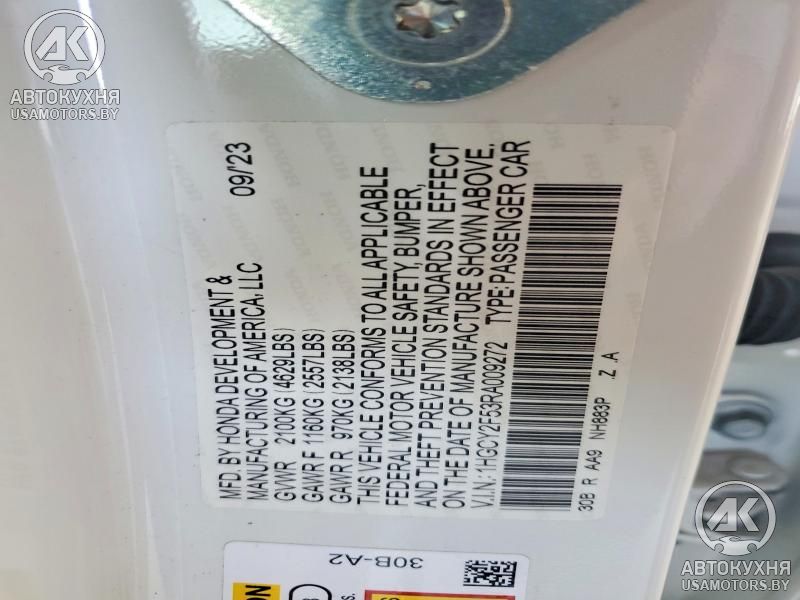 AK
АВТОКУХНЯ
USAMOTORS.BY
MFD. BY HONDA DEVELOPMENT & 09/23
MANUFACTURING OF AMERICA, LLC
GVWR 2100KG (4629LBS)
GAWR F 1160KG (2557LBS)
GAWR R 970KG (2138LBS)
THIS VEHICLE CONFORMS TO ALL APPLICABLE
FEDERAL MOTOR VEHICLE SAFETY, BUMPER,
AND THEFT PREVENTION STANDARDS IN EFFECT
ON THE DATE OF MANUFACTURE SHOWN ABOVE.
V.I.N.: 1HGCY2F53RA009272 TYPE: PASSENGER CAR
30B R AA9 NH883P .Z .A
30B-A2
AK
АВТОКУХНЯ
USAMOTORS.BY